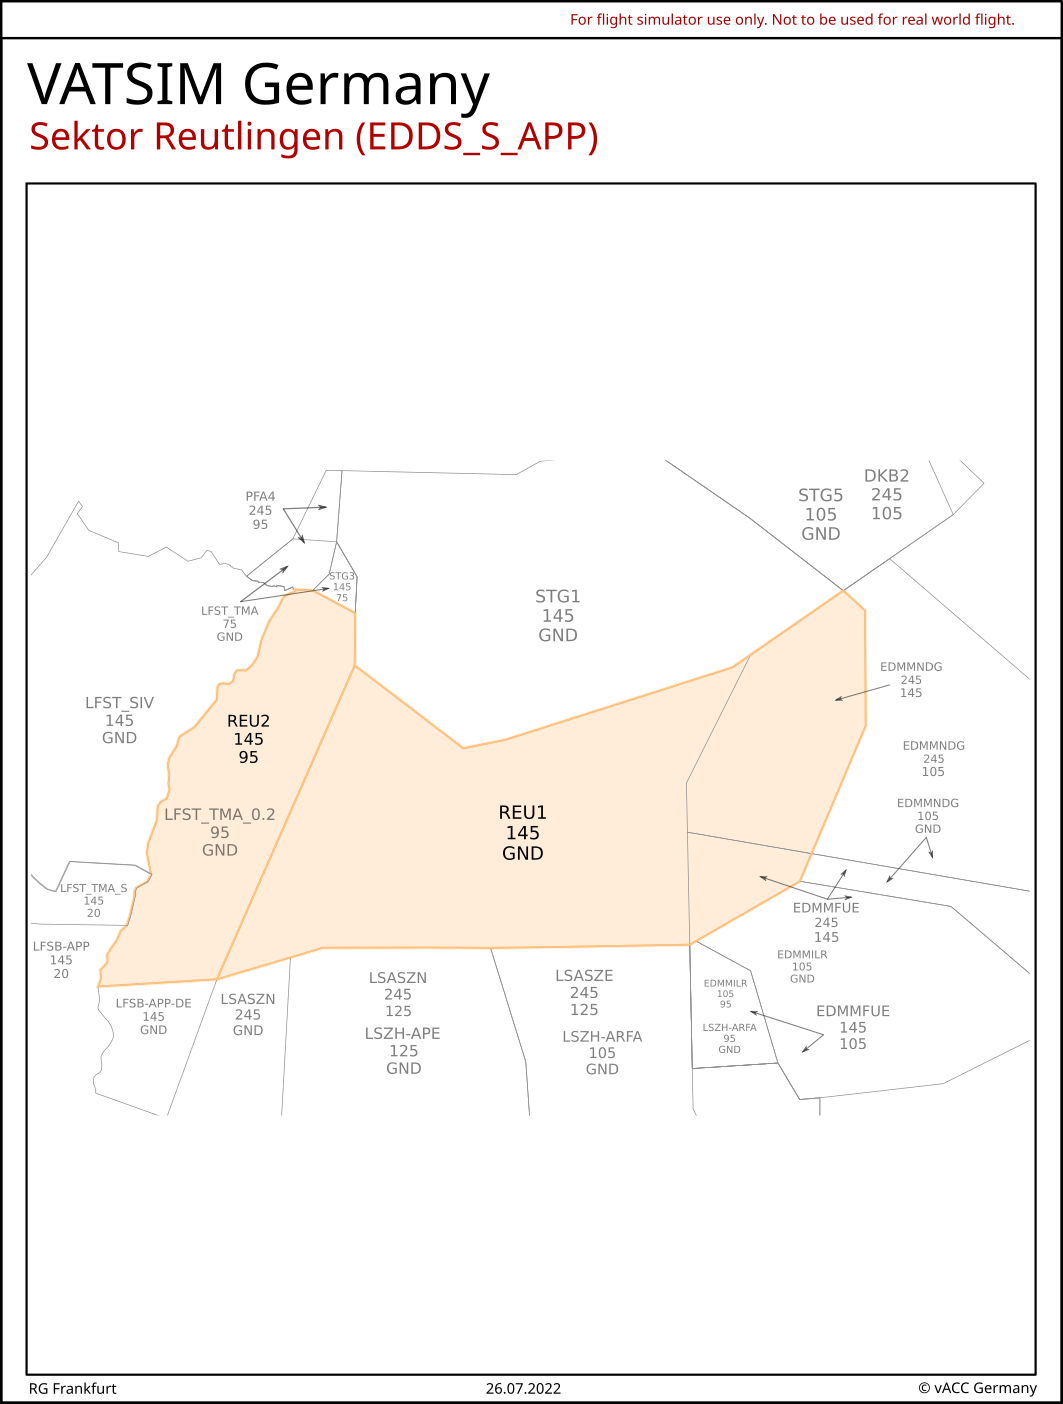 For flight simulator use only. Not to be used for real world flight.
VATSIM Germany
Sektor Reutlingen (EDDS_S_APP)
DKB2
245
105
STG5
105
GND
PFA4
245
95
STG3
145
75
LFST_TMA
75
GND
STG1
145
GND
EDMMNDG
245
145
LFST_SIV
145
GND
REU2
145
95
EDMMNDG
245
105
LFST_TMA_0.2
95
GND
REU1
145
GND
EDMMNDG
105
GND
LFST_TMA_S
145
20
EDMMFUE
245
145
LFSB-APP
145
20
EDMMILR
105
GND
LFSB-APP-DE
145
GND
LSASZN
245
GND
LSASZN
245
125
LSZH-APE
125
GND
LSASZE
245
125
LSZH-ARFA
105
GND
EDMMILR
105
95
LSZH-ARFA
95
GND
EDMMFUE
145
105
RG Frankfurt
26.07.2022
© vACC Germany